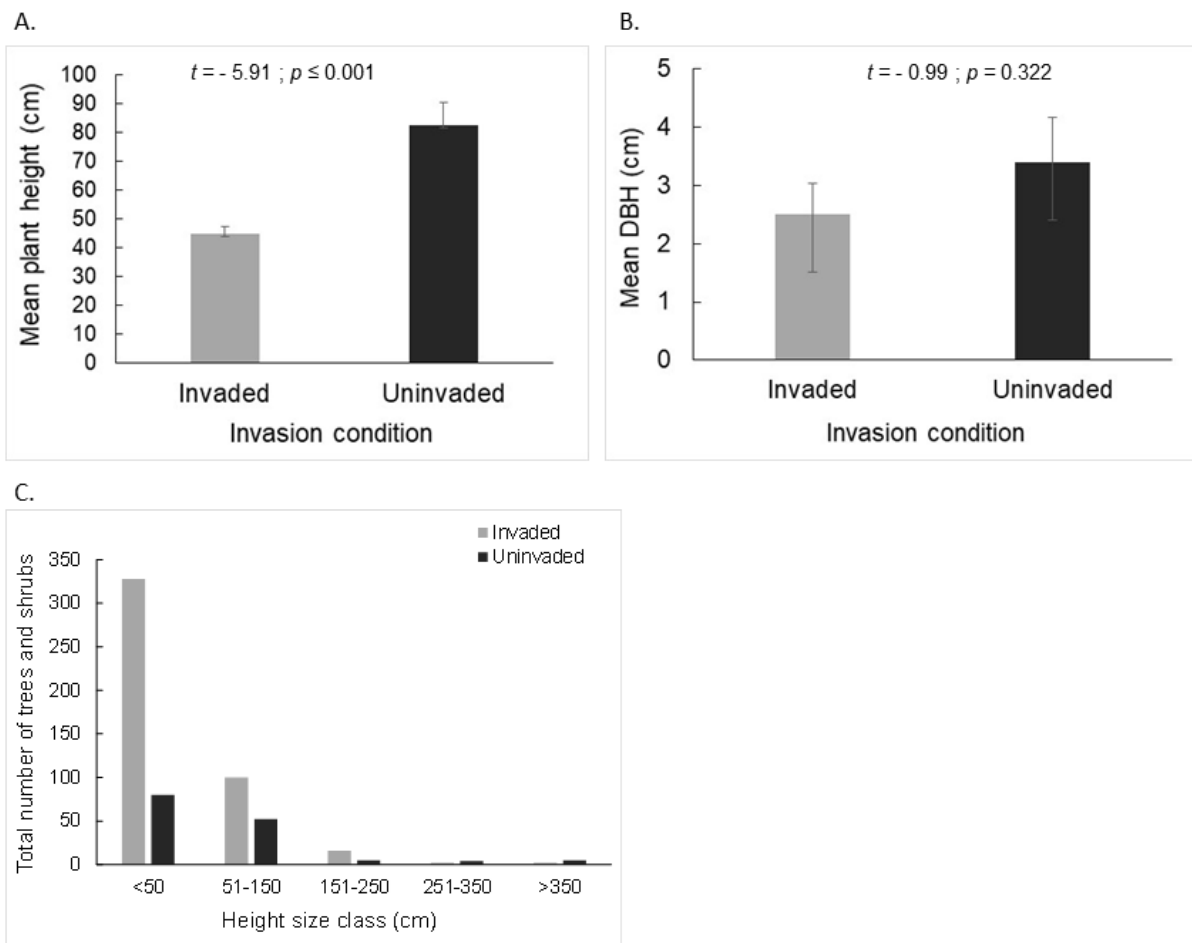 A.
t = - 5.91 ; p ≤ 0.001
Mean plant height (cm)
100
90
80
70
60
50
40
30
20
10
0
Invaded Uninvaded
Invasion condition
B.
t = - 0.99 ; p = 0.322
Mean DBH (cm)
5
4
3
2
1
0
Invaded Uninvaded
Invasion condition
C.
Invaded
Uninvaded
Total number of trees and shrubs
350
300
250
200
150
100
50
0
<50 51-150 151-250 251-350 >350
Height size class (cm)